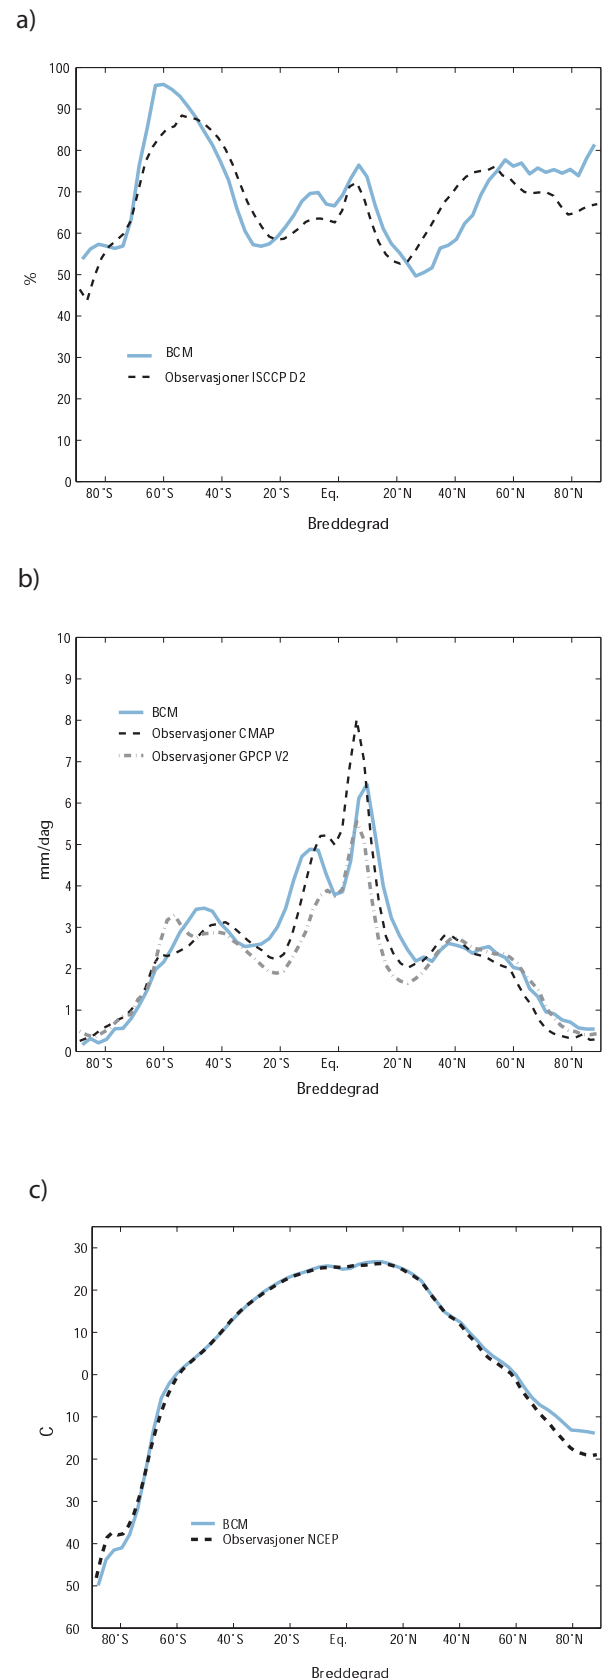 a)
100
90
80
70
60
50
40
30
20
10
0
%
BCM
Observasjoner ISCCP D2
80°S 60°S 40°S 20°S Eq. 20°N 40°N 60°N 80°N
Breddegrad
b)
10
9
8
7
6
5
4
3
2
1
0
mm/dag
BCM
Observasjoner CMAP
Observasjoner GPCP V2
80°S 60°S 40°S 20°S Eq. 20°N 40°N 60°N 80°N
Breddegrad
c)
30
20
10
0
10
20
30
40
50
60
C
BCM
Observasjoner NCEP
80°S 60°S 40°S 20°S Eq. 20°N 40°N 60°N 80°N
Breddegrad